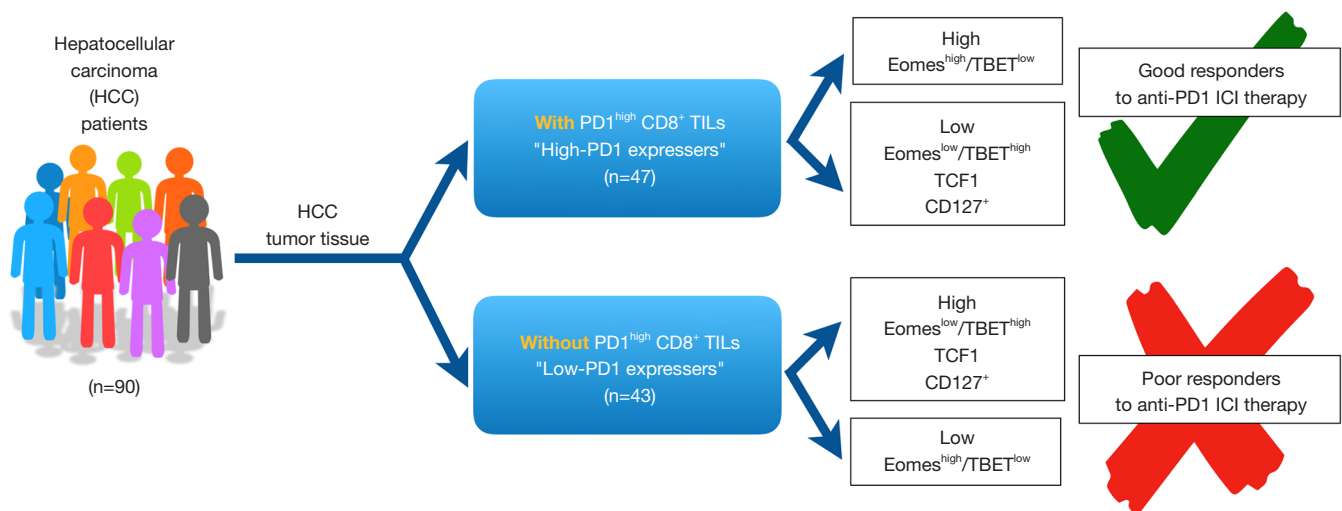 Hepatocellular
carcinoma
(HCC)
patients
(n=90)
HCC
tumor tissue
With PD1ʰⁱᵍʰ CD8⁺ TILs
"High-PD1 expressers"
(n=47)
Without PD1ʰⁱᵍʰ CD8⁺ TILs
"Low-PD1 expressers"
(n=43)
High
Eomesʰⁱᵍʰ/TBETˡᵒʷ
Low
Eomesˡᵒʷ/TBETʰⁱᵍʰ
TCF1
CD127⁺
High
Eomesˡᵒʷ/TBETʰⁱᵍʰ
TCF1
CD127⁺
Low
Eomesʰⁱᵍʰ/TBETˡᵒʷ
Good responders
to anti-PD1 ICI therapy
Poor responders
to anti-PD1 ICI therapy